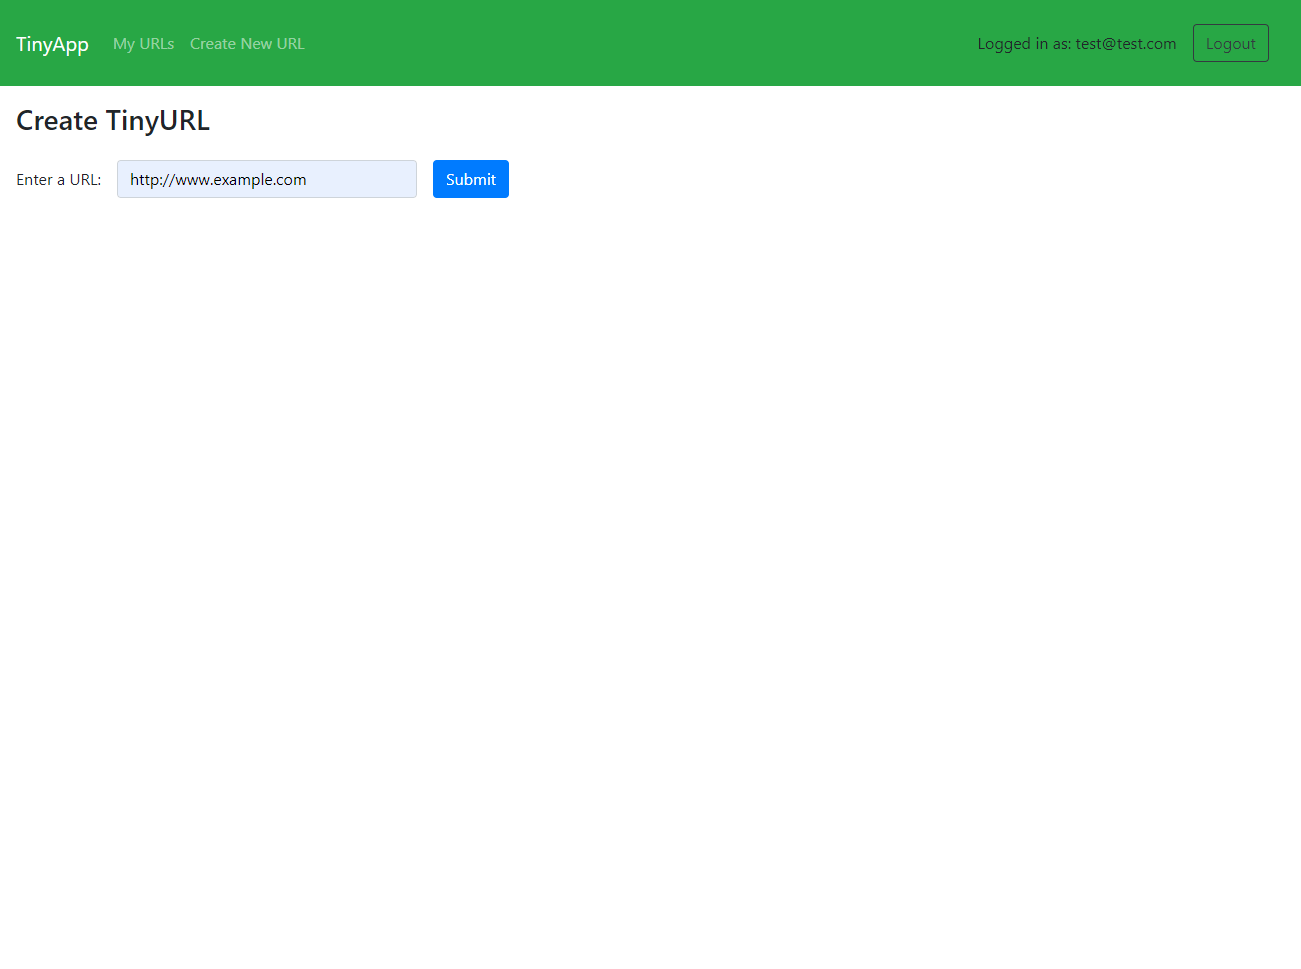 TinyApp My URLs Create New URL Logged in as: test@test.com Logout
Create TinyURL
Enter a URL: http://www.example.com Submit